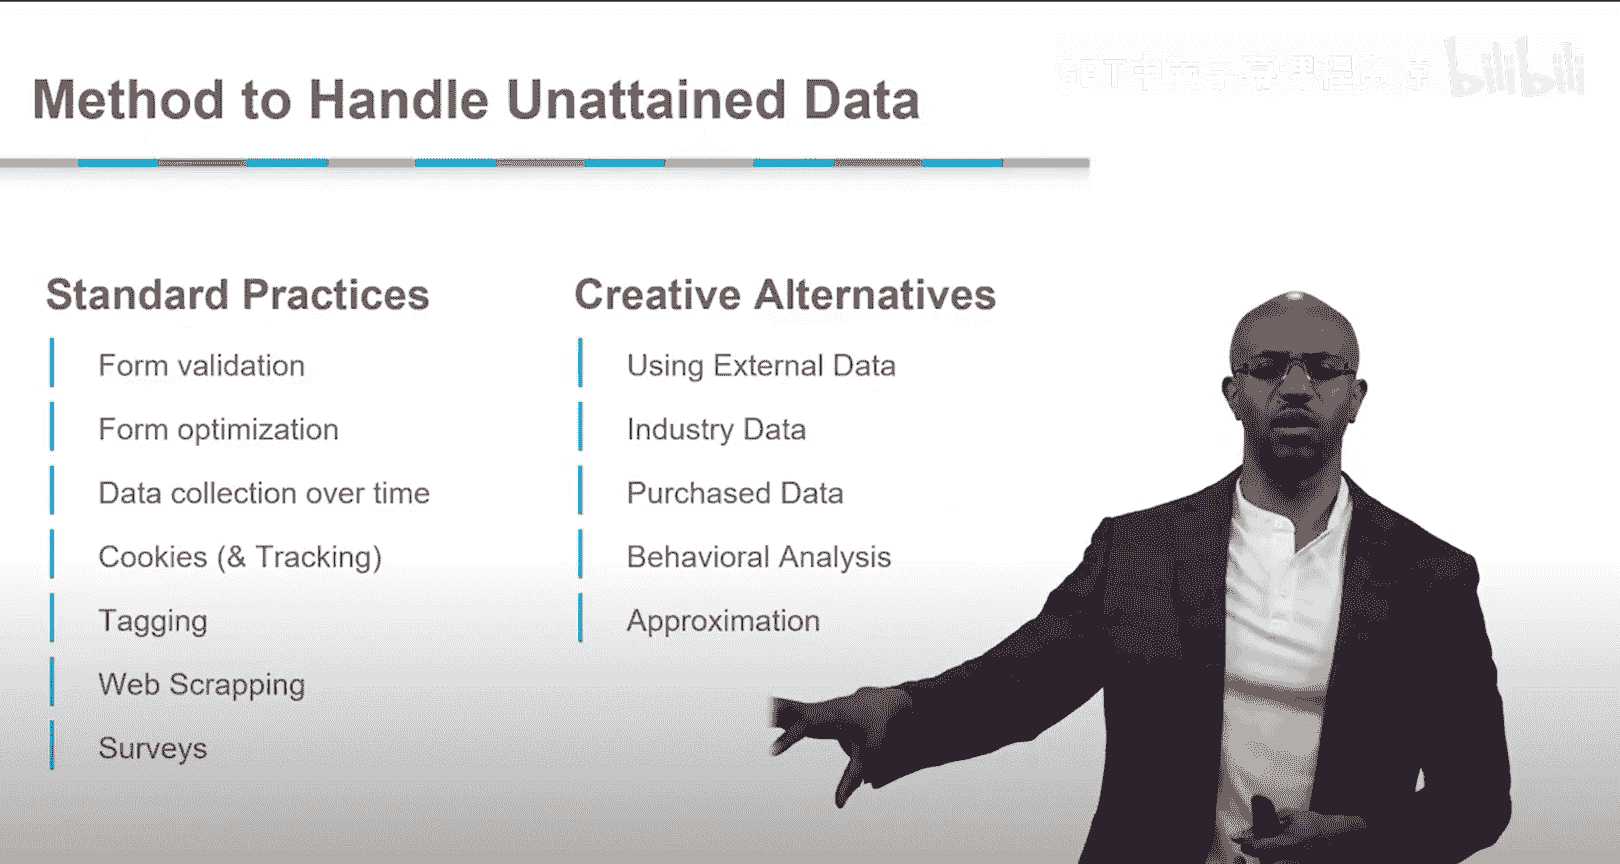 bilibili
Method to Handle Unattained Data
Standard Practices
Form validation
Form optimization
Data collection over time
Cookies (& Tracking)
Tagging
Web Scrapping
Surveys
Creative Alternatives
Using External Data
Industry Data
Purchased Data
Behavioral Analysis
Approximation